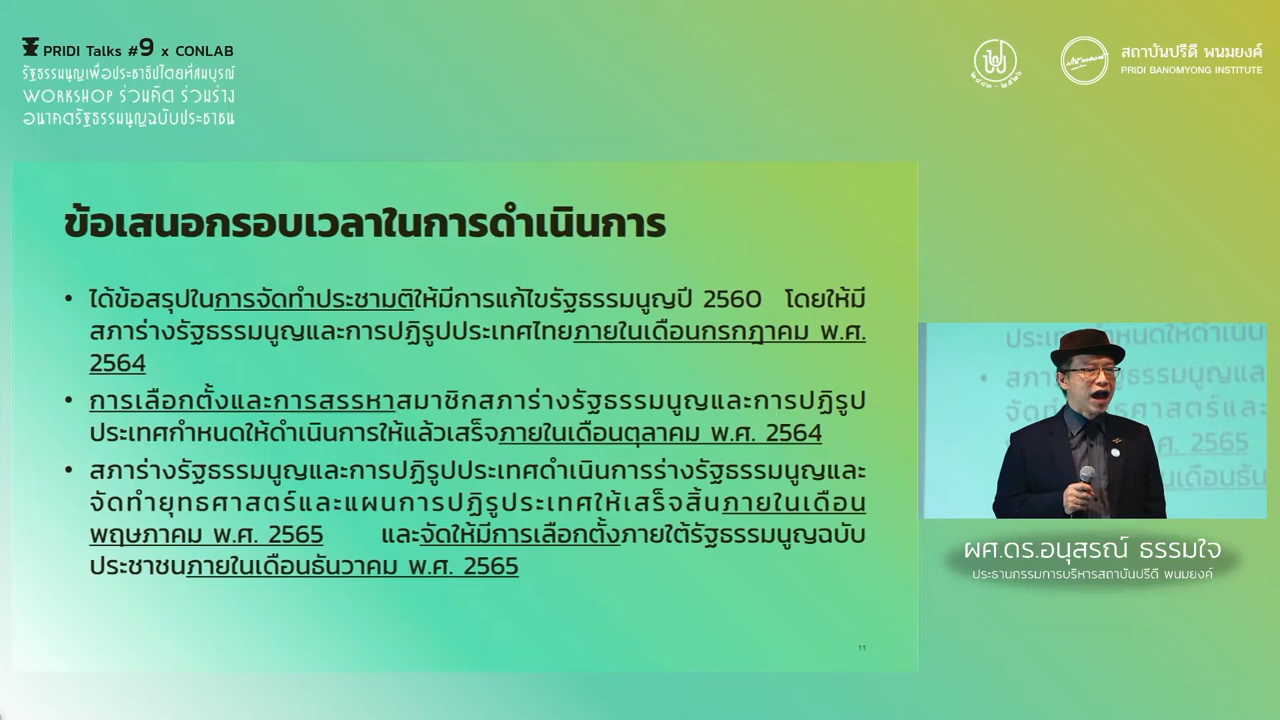 PRIDI Talks #9 x CONLAB
รัฐธรรมนูญเพื่อประชาธิปไตยที่สมบูรณ์
WORKSHOP ร่วมคิด ร่วมร่าง
อนาคตรัฐธรรมนูญฉบับประชาชน
๒๔๔๓ - ๒๕๒๖
สถาบันปรีดี พนมยงค์
PRIDI BANOMYONG INSTITUTE
ข้อเสนอกรอบเวลาในการดำเนินการ
• ได้ข้อสรุปในการจัดทำประชามติให้มีการแก้ไขรัฐธรรมนูญปี 2560 โดยให้มี
สภาร่างรัฐธรรมนูญและการปฏิรูปประเทศไทยภายในเดือนกรกฎาคม พ.ศ.
2564
• การเลือกตั้งและการสรรหาสมาชิกสภาร่างรัฐธรรมนูญและการปฏิรูป
ประเทศกำหนดให้ดำเนินการให้แล้วเสร็จภายในเดือนตุลาคม พ.ศ. 2564
• สภาร่างรัฐธรรมนูญและการปฏิรูปประเทศดำเนินการร่างรัฐธรรมนูญและ
จัดทำยุทธศาสตร์และแผนการปฏิรูประเทศให้เสร็จสิ้นภายในเดือน
พฤษภาคม พ.ศ. 2565 และจัดให้มีการเลือกตั้งภายใต้รัฐธรรมนูญฉบับ
ประชาชนภายในเดือนธันวาคม พ.ศ. 2565
๑๑
ผศ.ดร.อนุสรณ์ ธรรมใจ
ประธานกรรมการบริหารสถาบันปรีดี พนมยงค์